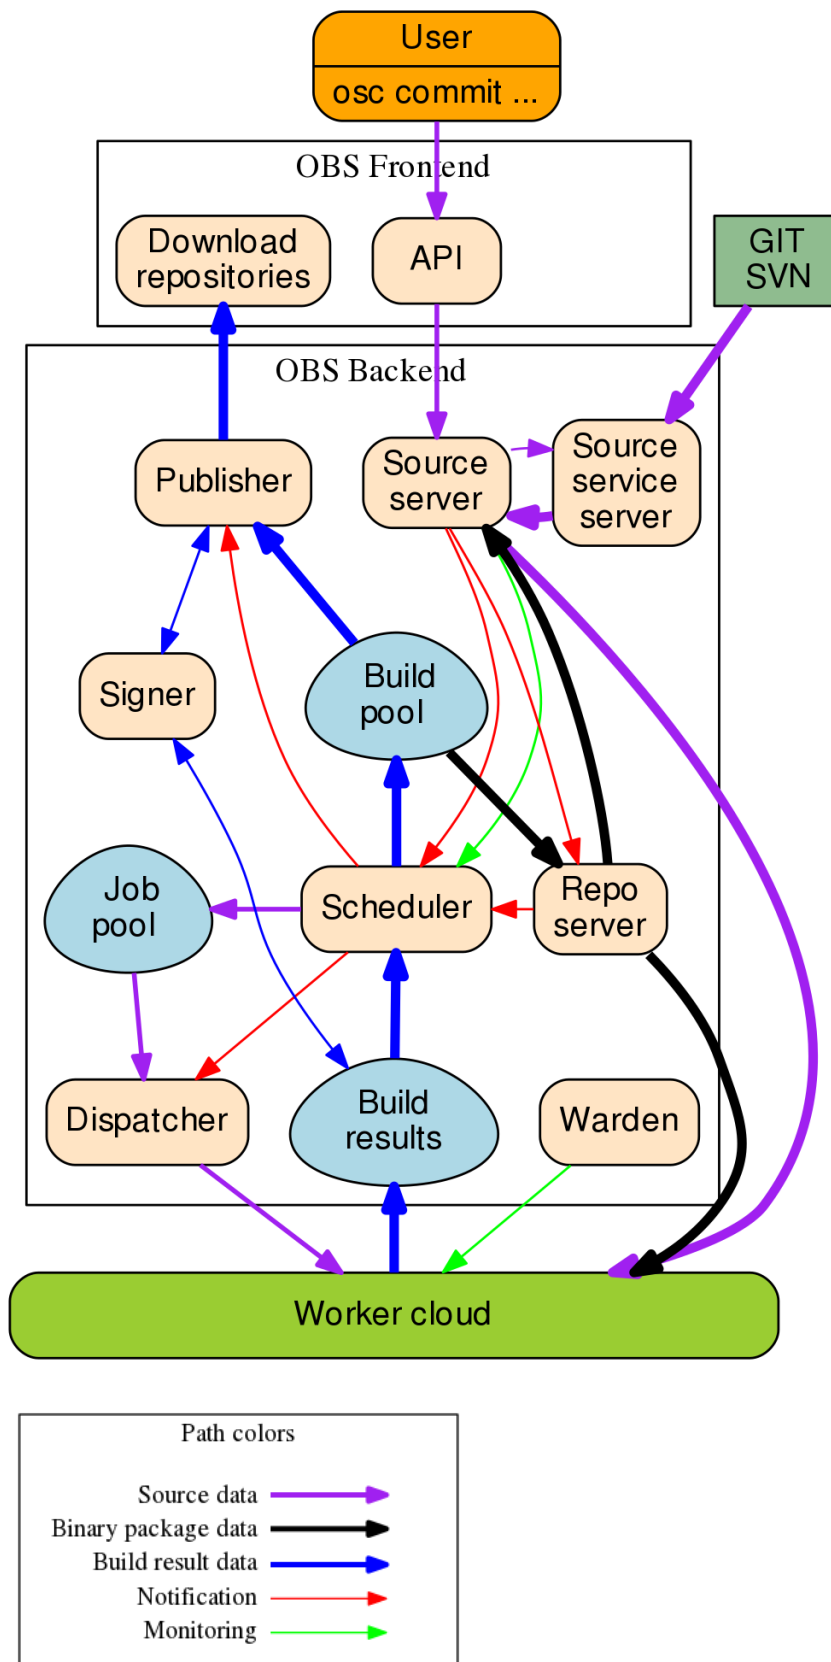 User
osc commit ...
OBS Frontend
Download
repositories
API
GIT
SVN
OBS Backend
Publisher
Source
server
Source
service
server
Signer
Build
pool
Job
pool
Scheduler
Repo
server
Dispatcher
Build
results
Warden
Worker cloud
Path colors
Source data
Binary package data
Build result data
Notification
Monitoring